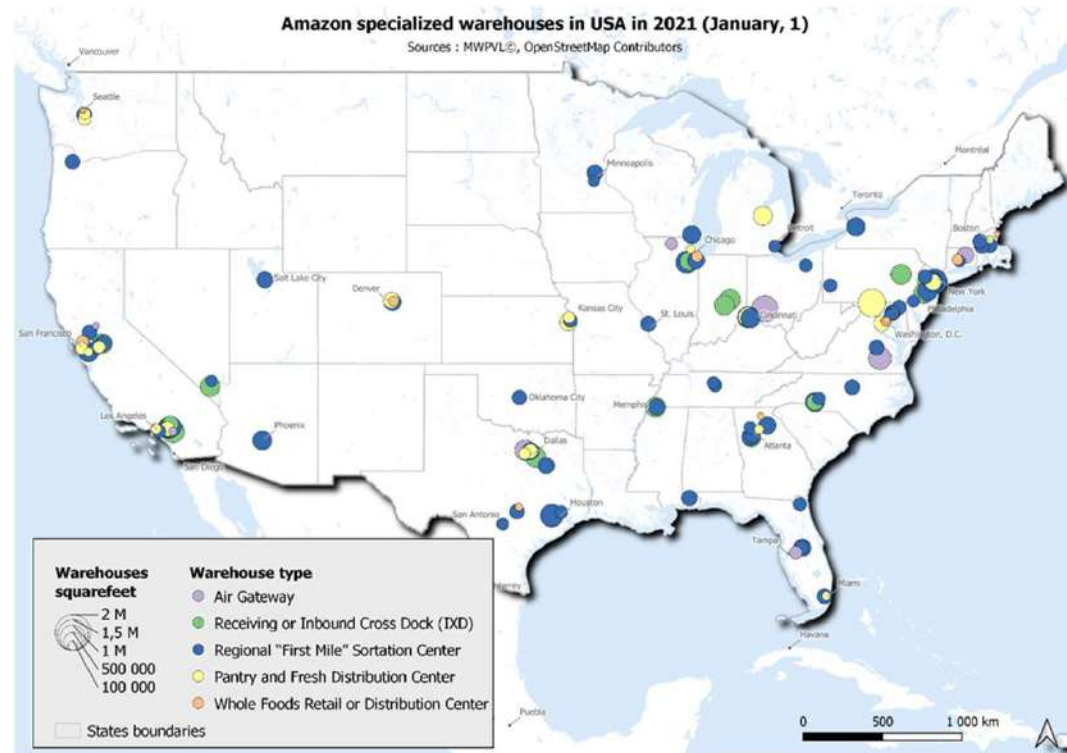 Amazon specialized warehouses in USA in 2021 (January, 1)
Sources : MWPVL©, OpenStreetMap Contributors
Vancouver
Seattle
Montréal
Minneapolis
Toronto
Boston
Detroit
Chicago
Salt Lake City
Denver
New York
Philadelphia
Kansas City
St. Louis
Cincinnati
San Francisco
Washington, D.C.
Oklahoma City
Memphis
Los Angeles
Phoenix
Dallas
Atlanta
San Diego
San Antonio
Houston
Tampa
Miami
Havana
Puebla
Warehouses
squarefeet
2 M
1,5 M
1 M
500 000
100 000
States boundaries
Warehouse type
Air Gateway
Receiving or Inbound Cross Dock (IXD)
Regional "First Mile" Sortation Center
Pantry and Fresh Distribution Center
Whole Foods Retail or Distribution Center
0 500 1 000 km